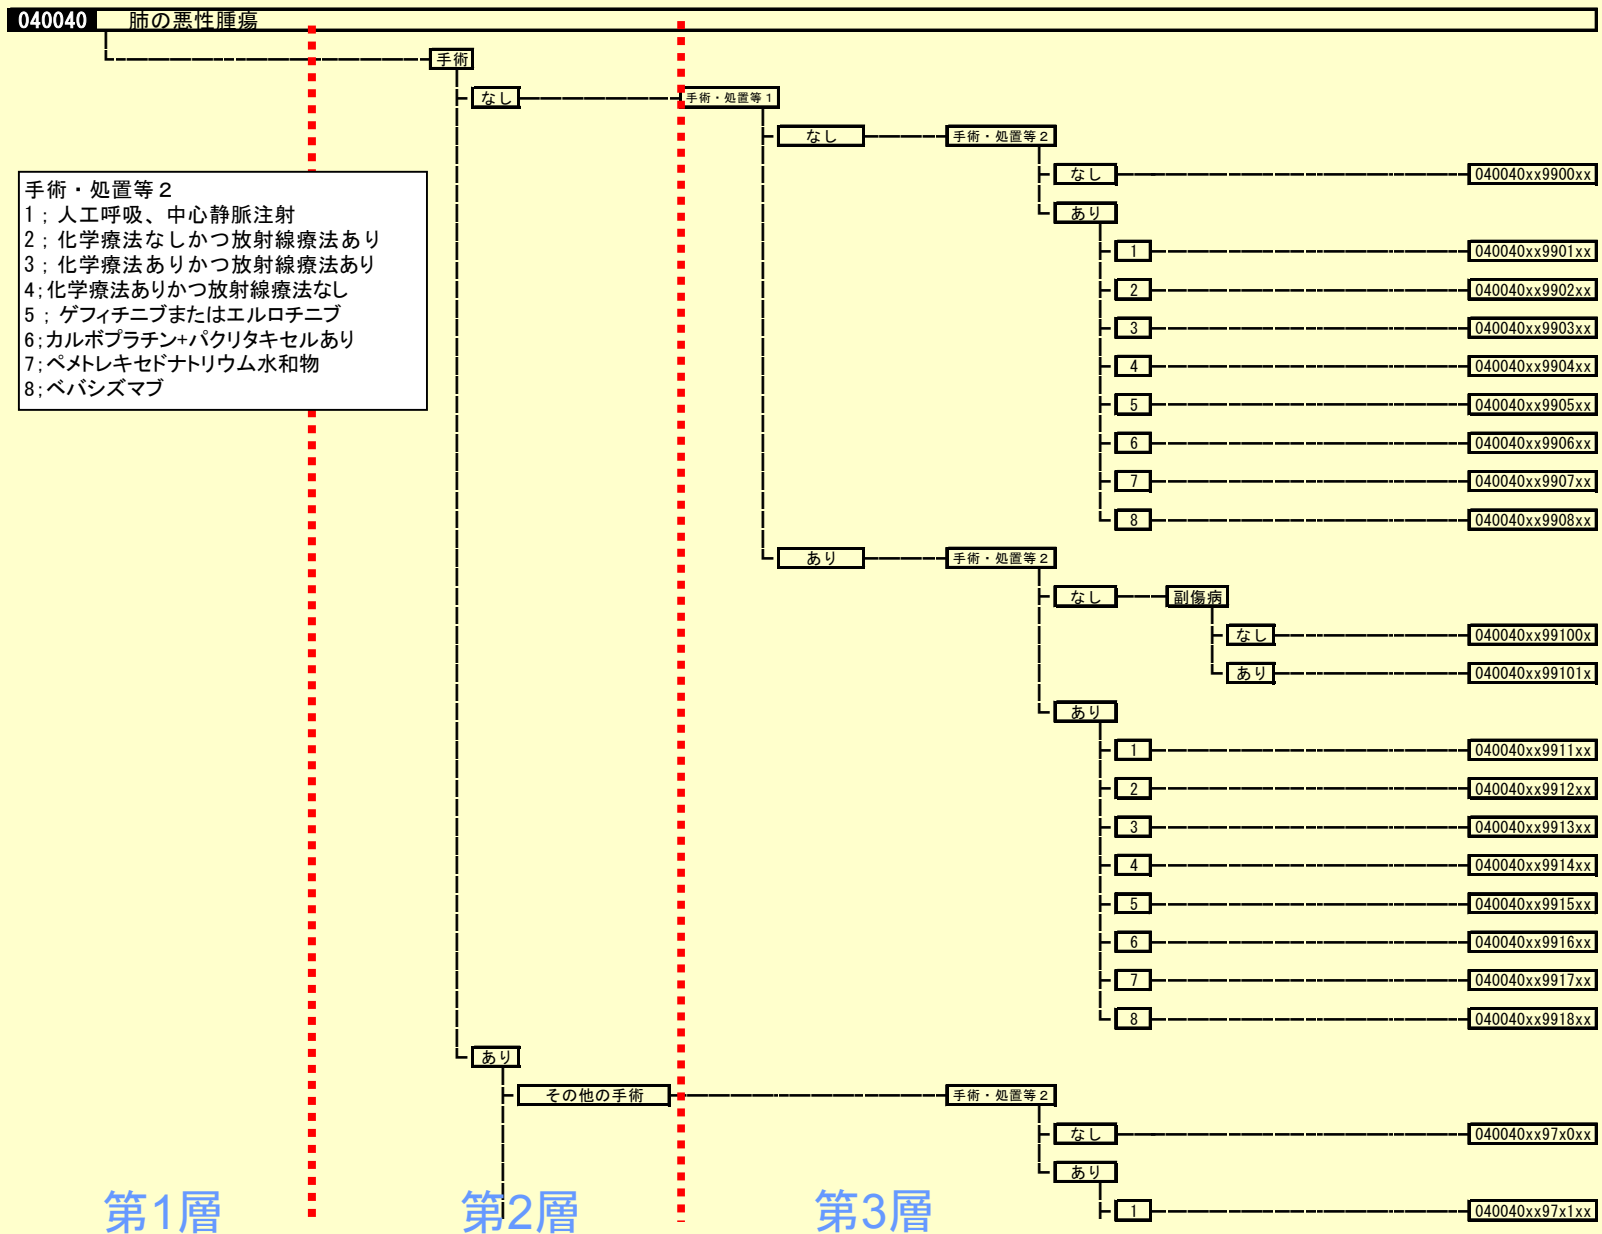 040040 肺の悪性腫瘍
手術
なし 手術・処置等1
なし 手術・処置等2
なし 040040xx9900xx
あり
手術・処置等2
1；人工呼吸、中心静脈注射
2；化学療法なしかつ放射線療法あり
3；化学療法ありかつ放射線療法あり
4;化学療法ありかつ放射線療法なし
5；ゲフィチニブまたはエルロチニブ
6;カルボプラチン+パクリタキセルあり
7;ペメトレキセドナトリウム水和物
8;ベバシズマブ
1 040040xx9901xx
2 040040xx9902xx
3 040040xx9903xx
4 040040xx9904xx
5 040040xx9905xx
6 040040xx9906xx
7 040040xx9907xx
8 040040xx9908xx
あり 手術・処置等2
なし 副傷病
なし 040040xx99100x
あり 040040xx99101x
あり
1 040040xx9911xx
2 040040xx9912xx
3 040040xx9913xx
4 040040xx9914xx
5 040040xx9915xx
6 040040xx9916xx
7 040040xx9917xx
8 040040xx9918xx
あり
その他の手術 手術・処置等2
なし 040040xx97x0xx
あり
1 040040xx97x1xx
第1層 第2層 第3層